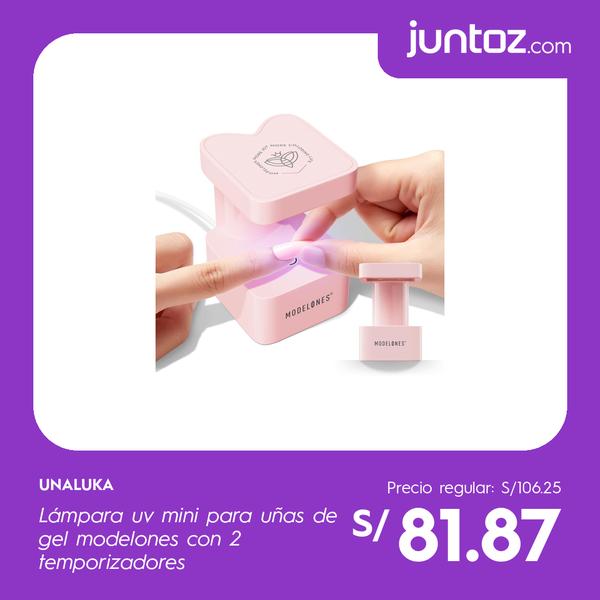 juntoz.com
MODELONES
MODELONES
UNALUKA
Lámpara uv mini para uñas de
gel modelones con 2
temporizadores
Precio regular: S/106.25
S/81.87